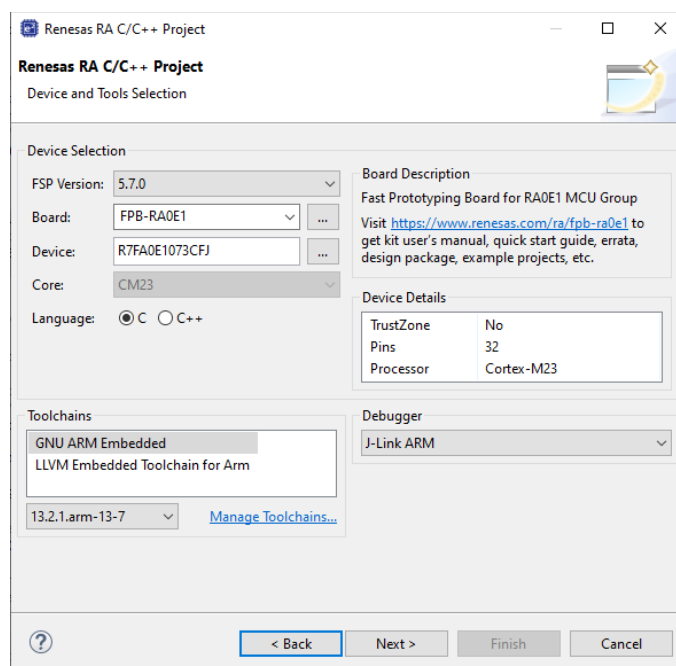 Renesas RA C/C++ Project
Renesas RA C/C++ Project
Device and Tools Selection
Device Selection
FSP Version: 5.7.0
Board: FPB-RA0E1 ...
Device: R7FA0E1073CFJ ...
Core: CM23
Language: C C++
Board Description
Fast Prototyping Board for RA0E1 MCU Group
Visit https://www.renesas.com/ra/fpb-ra0e1 to
get kit user's manual, quick start guide, errata,
design package, example projects, etc.
Device Details
TrustZone No
Pins 32
Processor Cortex-M23
Toolchains
GNU ARM Embedded
LLVM Embedded Toolchain for Arm
13.2.1.arm-13-7 Manage Toolchains...
Debugger
J-Link ARM
? < Back Next > Finish Cancel